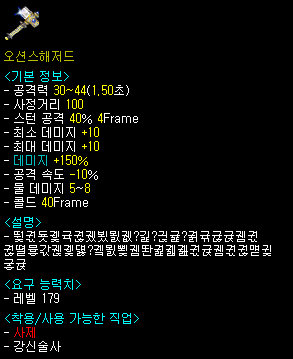 오션스해저드
<기본 정보>
- 공격력 30~44(1,50초)
- 사정거리 100
- 스턴 공격 40% 4Frame
- 최소 데미지 +10
- 최대 데미지 +10
- 데미지 +150%
- 공격 속도 -10%
- 물 데미지 5~8
- 콜드 40Frame
<설명>
<요구 능력치>
- 레벨 179
<착용/사용 가능한 직업>
- 사제
- 강신술사